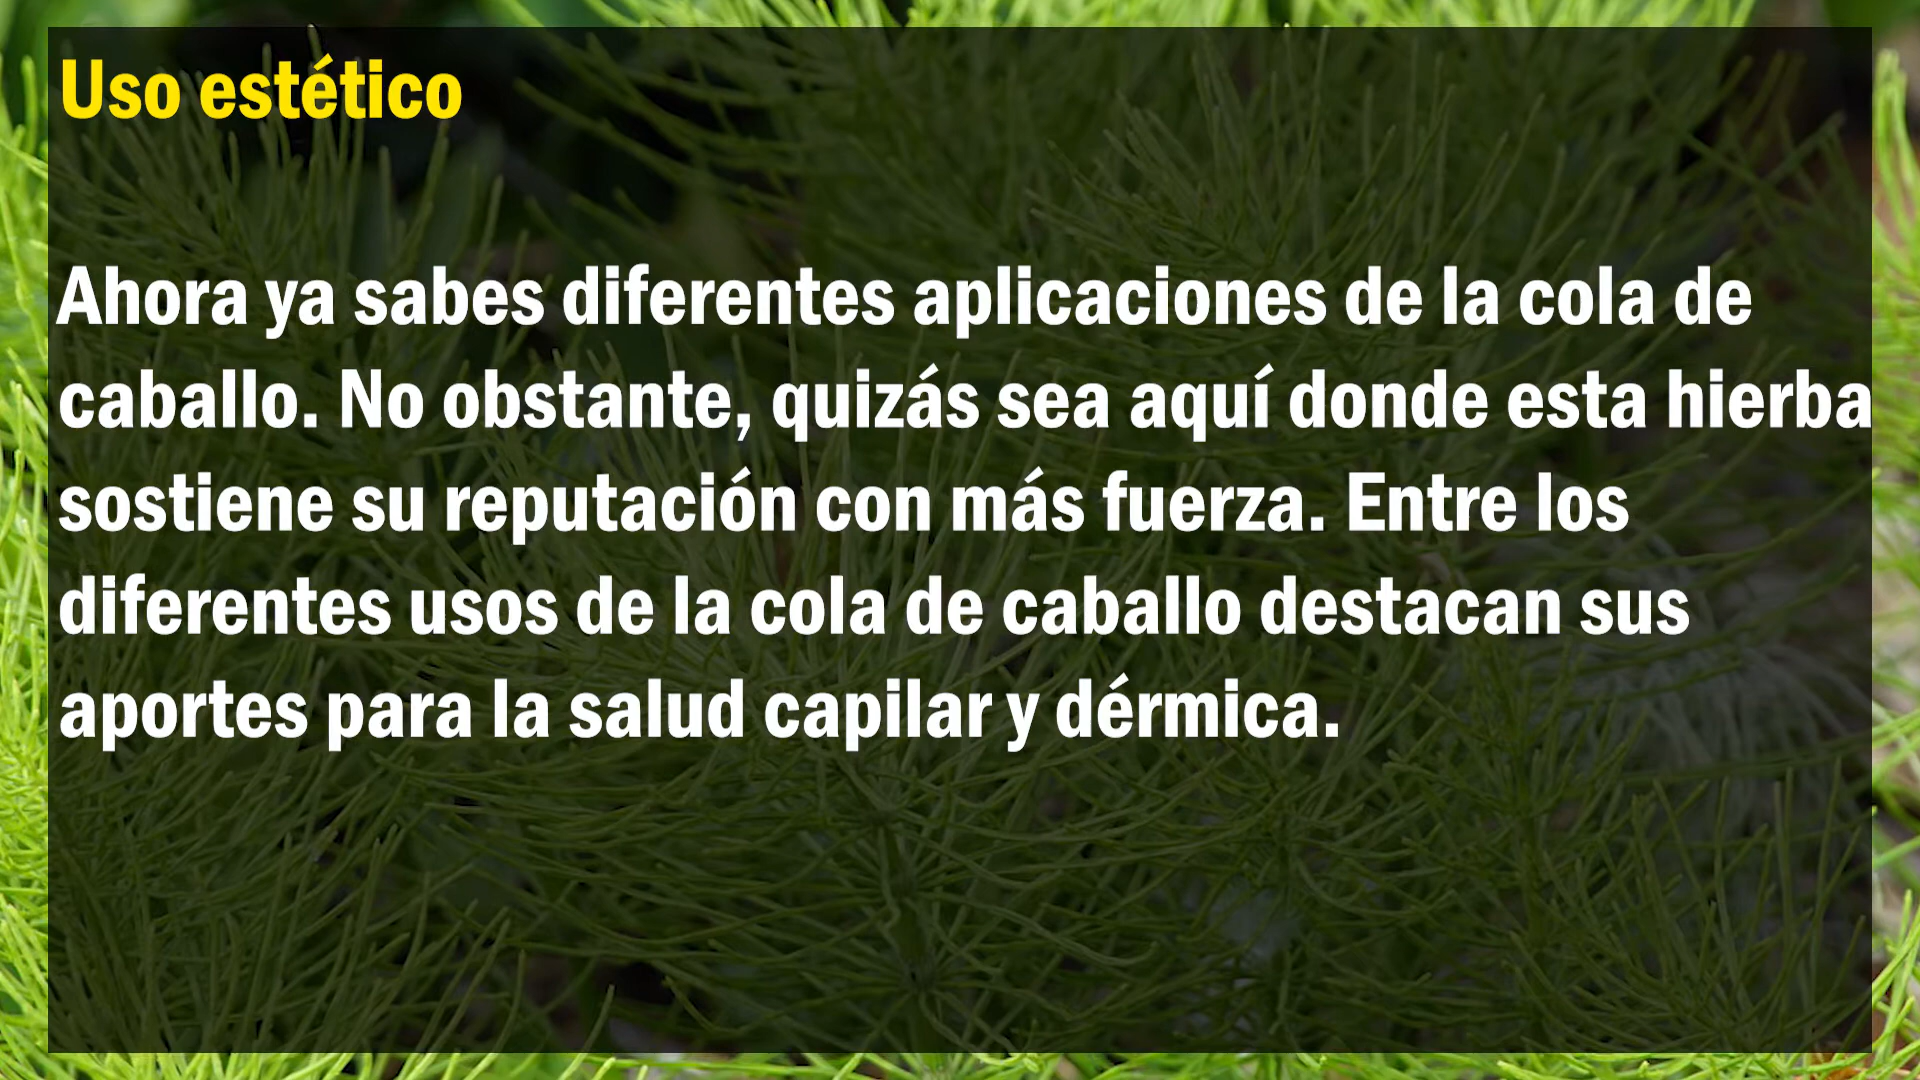 Uso estético
Ahora ya sabes diferentes aplicaciones de la cola de
caballo. No obstante, quizás sea aquí donde esta hierba
sostiene su reputación con más fuerza. Entre los
diferentes usos de la cola de caballo destacan sus
aportes para la salud capilar y dérmica.